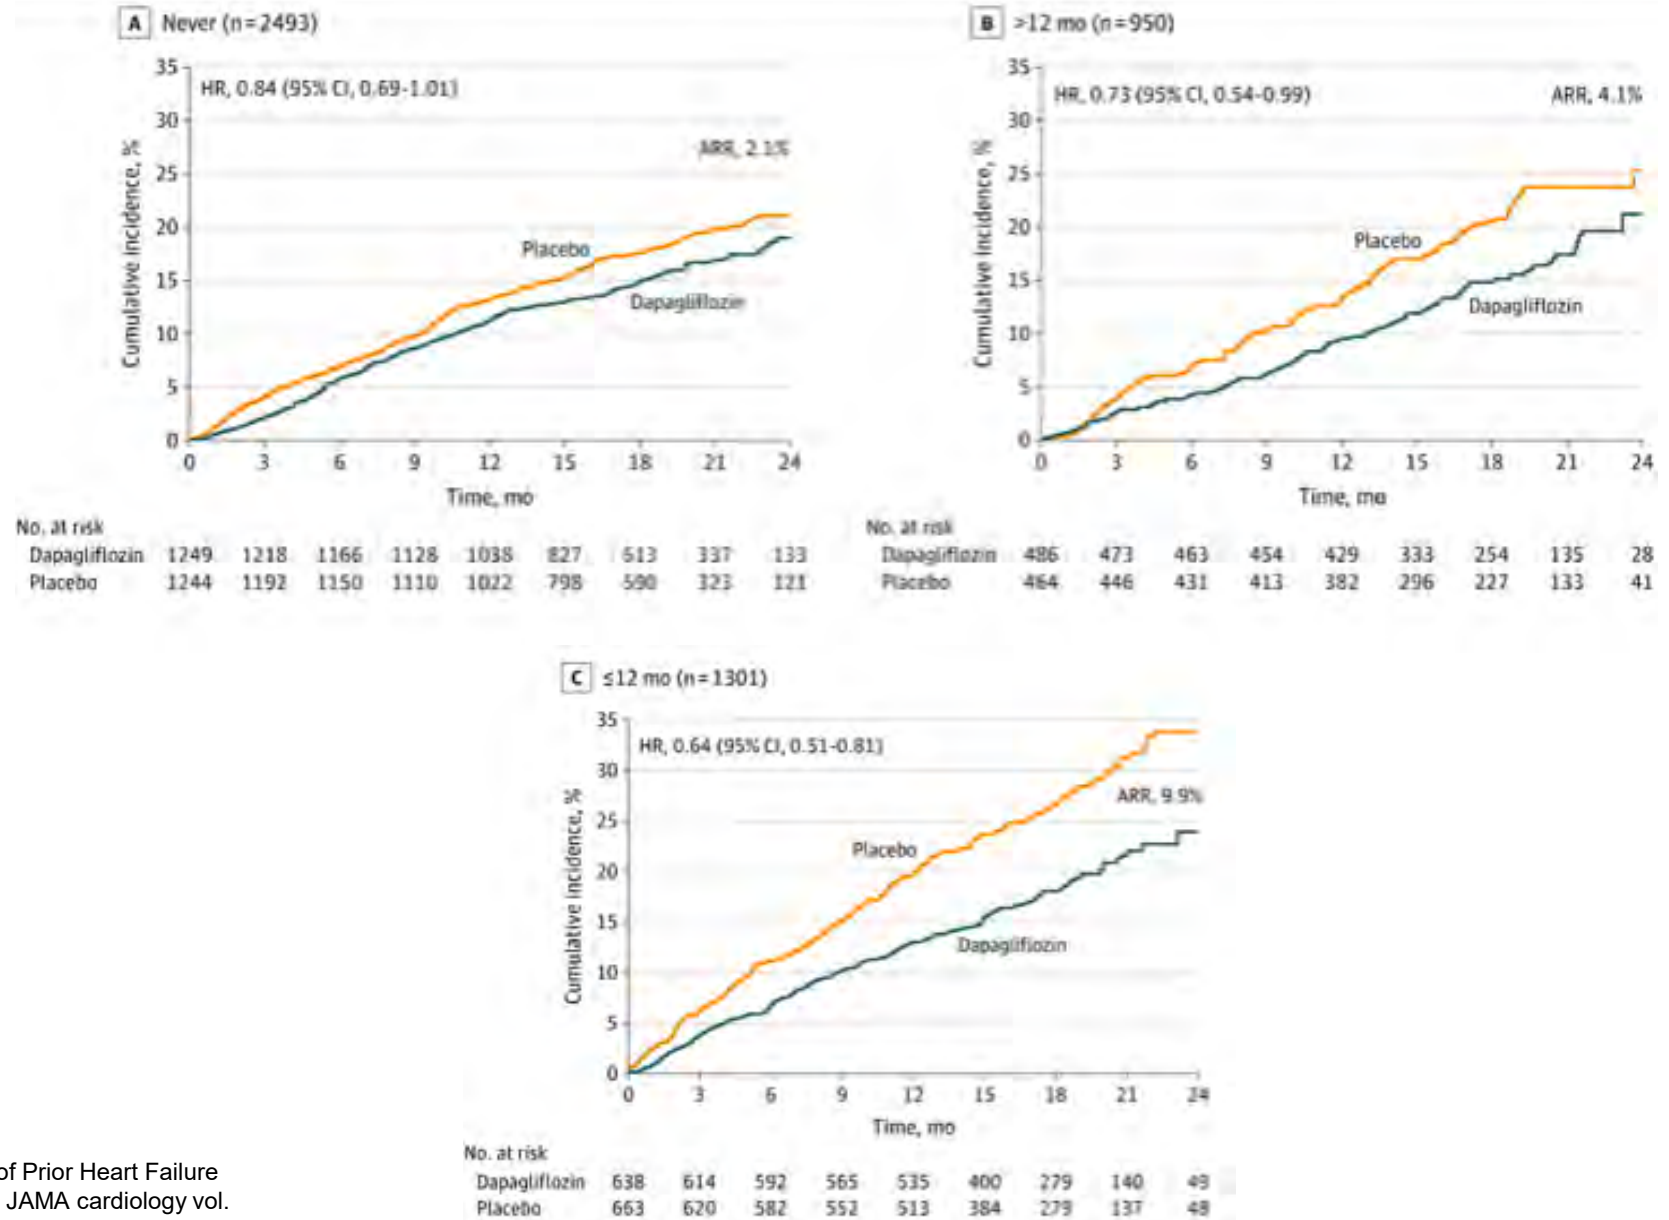 A Never (n=2493)
35
30
25
20
15
10
5
0
Cumulative incidence, %
HR, 0.84 (95% CI, 0.69-1.01)
ARR, 2.1%
Placebo
Dapagliflozin
0 3 6 9 12 15 18 21 24
Time, mo
No. at risk
Dapagliflozin 1249 1218 1166 1128 1038 827 613 337 133
Placebo 1244 1192 1150 1110 1022 798 590 323 121
B >12 mo (n=950)
35
30
25
20
15
10
5
0
Cumulative incidence, %
HR, 0.73 (95% CI, 0.54-0.99)
ARR, 4.1%
Placebo
Dapagliflozin
0 3 6 9 12 15 18 21 24
Time, mo
No. at risk
Dapagliflozin 486 473 463 454 429 333 254 135 28
Placebo 464 446 431 413 382 296 227 133 41
C ≤12 mo (n=1301)
35
30
25
20
15
10
5
0
Cumulative incidence, %
HR, 0.64 (95% CI, 0.51-0.81)
ARR, 9.9%
Placebo
Dapagliflozin
0 3 6 9 12 15 18 21 24
Time, mo
No. at risk
Dapagliflozin 638 614 592 565 535 400 279 140 49
Placebo 663 620 582 552 513 384 279 137 48
of Prior Heart Failure
JAMA cardiology vol.